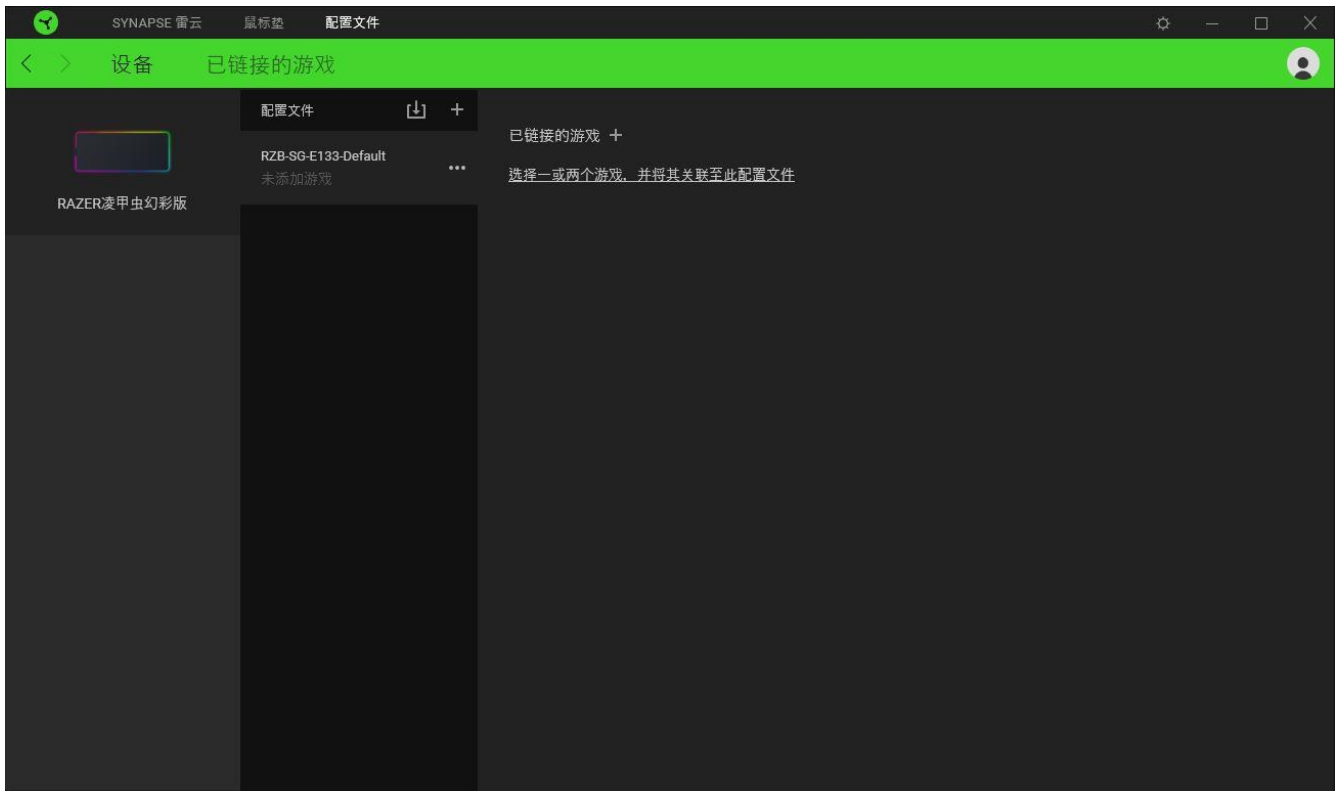 SYNAPSE 雷云 鼠标垫 配置文件
设备 已链接的游戏
RAZER凌甲虫幻彩版
配置文件
RZB-SG-E133-Default
未添加游戏
已链接的游戏
选择一或两个游戏，并将其关联至此配置文件